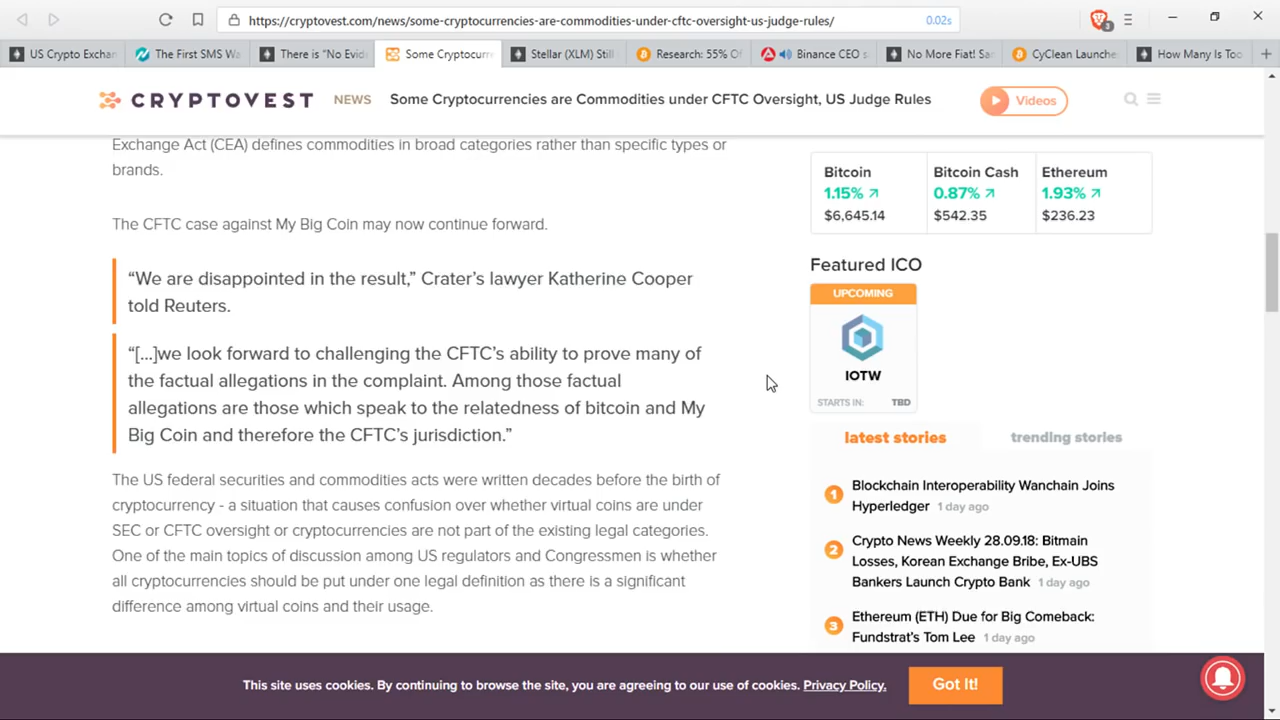 https://cryptovest.com/news/some-cryptocurrencies-are-commodities-under-cftc-oversight-us-judge-rules/
0.02s
3
US Crypto Exchan
The First SMS Wa
There is "No Evid
Some Cryptocurre
Stellar (XLM) Still
Research: 55% Of
Binance CEO s
No More Fiat! Sa
CyClean Launche
How Many Is Too
CRYPTOVEST
NEWS
Some Cryptocurrencies are Commodities under CFTC Oversight, US Judge Rules
Videos
Exchange Act (CEA) defines commodities in broad categories rather than specific types or
brands.
The CFTC case against My Big Coin may now continue forward.
“We are disappointed in the result,” Crater’s lawyer Katherine Cooper
told Reuters.
“[...]we look forward to challenging the CFTC’s ability to prove many of
the factual allegations in the complaint. Among those factual
allegations are those which speak to the relatedness of bitcoin and My
Big Coin and therefore the CFTC’s jurisdiction.”
The US federal securities and commodities acts were written decades before the birth of
cryptocurrency - a situation that causes confusion over whether virtual coins are under
SEC or CFTC oversight or cryptocurrencies are not part of the existing legal categories.
One of the main topics of discussion among US regulators and Congressmen is whether
all cryptocurrencies should be put under one legal definition as there is a significant
difference among virtual coins and their usage.
Bitcoin
1.15%
$6,645.14
Bitcoin Cash
0.87%
$542.35
Ethereum
1.93%
$236.23
Featured ICO
UPCOMING
IOTW
STARTS IN: TBD
latest stories
trending stories
1
Blockchain Interoperability Wanchain Joins
Hyperledger 1 day ago
2
Crypto News Weekly 28.09.18: Bitmain
Losses, Korean Exchange Bribe, Ex-UBS
Bankers Launch Crypto Bank 1 day ago
3
Ethereum (ETH) Due for Big Comeback:
Fundstrat's Tom Lee 1 day ago
This site uses cookies. By continuing to browse the site, you are agreeing to our use of cookies. Privacy Policy.
Got It!